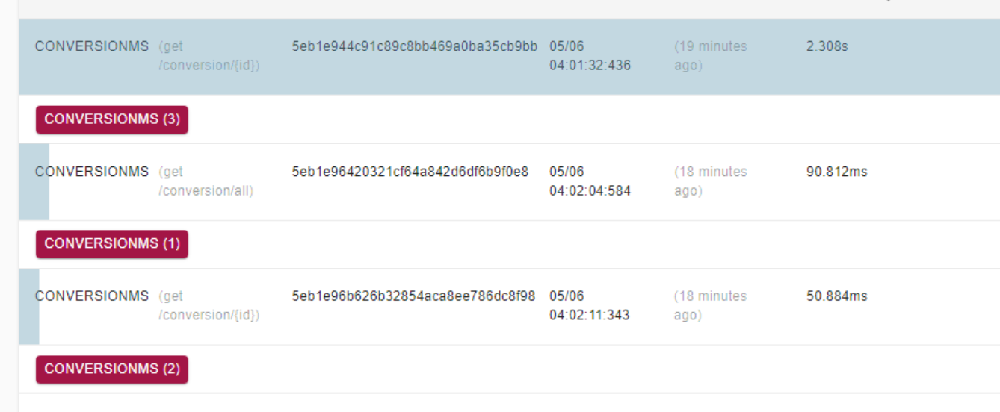 CONVERSIONMS (get 5eb1e944c91c89c8bb469a0ba35cb9bb 05/06 (19 minutes 2.308s
/conversion/{id}) 04:01:32:436 ago)
CONVERSIONMS (3)
CONVERSIONMS (get 5eb1e96420321cf64a842d6df6b9f0e8 05/06 (18 minutes 90.812ms
/conversion/all) 04:02:04:584 ago)
CONVERSIONMS (1)
CONVERSIONMS (get 5eb1e96b626b32854aca8ee786dc8f98 05/06 (18 minutes 50.884ms
/conversion/{id}) 04:02:11:343 ago)
CONVERSIONMS (2)